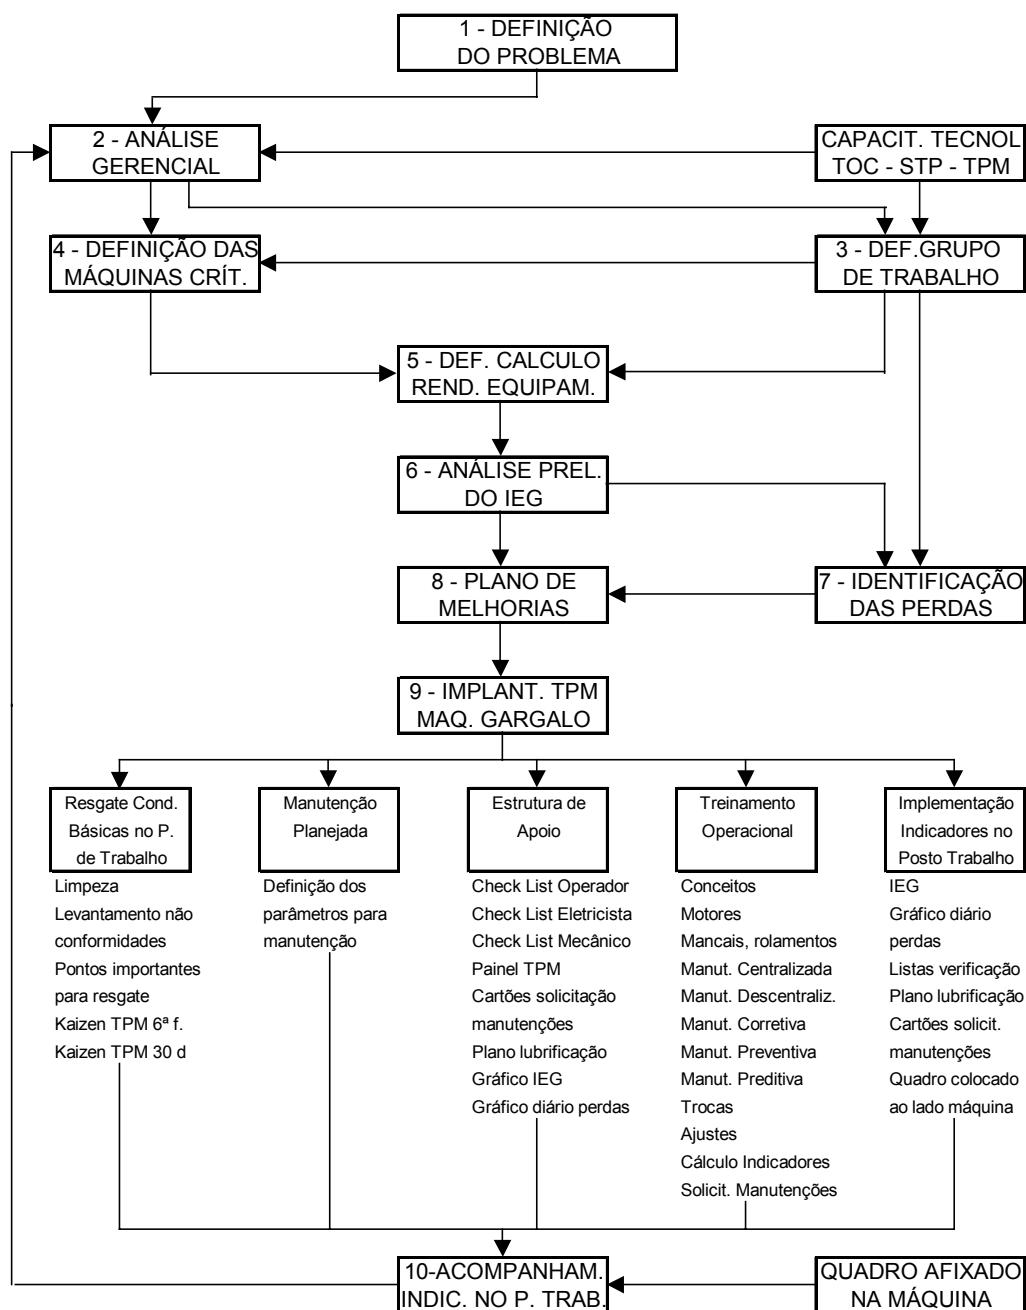 1 - DEFINIÇÃO
DO PROBLEMA
2 - ANÁLISE
GERENCIAL
CAPACIT. TECNOL
TOC - STP - TPM
4 - DEFINIÇÃO DAS
MÁQUINAS CRÍT.
3 - DEF.GRUPO
DE TRABALHO
5 - DEF. CALCULO
REND. EQUIPAM.
6 - ANÁLISE PREL.
DO IEG
8 - PLANO DE
MELHORIAS
7 - IDENTIFICAÇÃO
DAS PERDAS
9 - IMPLANT. TPM
MAQ. GARGALO
Resgate Cond.
Básicas no P.
de Trabalho
Limpeza
Levantamento não
conformidades
Pontos importantes
para resgate
Kaizen TPM 6ª f.
Kaizen TPM 30 d
Manutenção
Planejada
Definição dos
parâmetros para
manutenção
Estrutura de
Apoio
Check List Operador
Check List Eletricista
Check List Mecânico
Painel TPM
Cartões solicitação
manutenções
Plano lubrificação
Gráfico IEG
Gráfico diário perdas
Treinamento
Operacional
Conceitos
Motores
Mancais, rolamentos
Manut. Centralizada
Manut. Descentraliz.
Manut. Corretiva
Manut. Preventiva
Manut. Preditiva
Trocas
Ajustes
Cálculo Indicadores
Solicit. Manutenções
Implementação
Indicadores no
Posto Trabalho
IEG
Gráfico diário
perdas
Listas verificação
Plano lubrificação
Cartões solicit.
manutenções
Quadro colocado
ao lado máquina
10-ACOMPANHAM.
INDIC. NO P. TRAB.
QUADRO AFIXADO
NA MÁQUINA